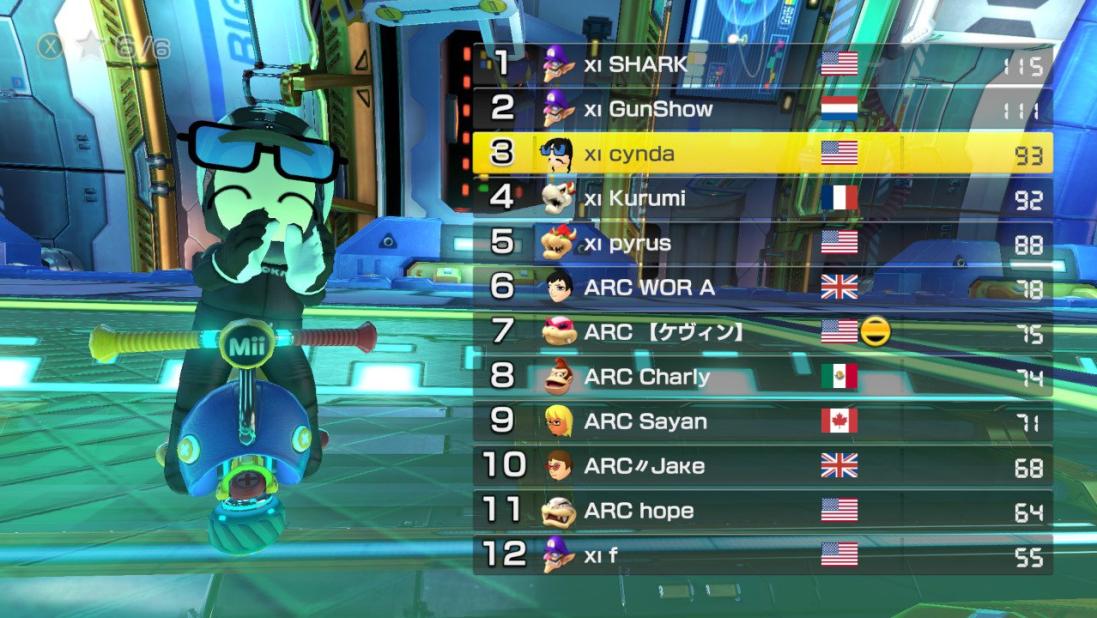 X 6/6
BIG
1 xı SHARK 115
2 xı GunShow 111
3 xı cynda 93
4 xı Kurumi 92
5 xı pyrus 88
6 ARC WOR A 78
7 ARC 【ケヴィン】 75
8 ARC Charly 74
9 ARC Sayan 71
10 ARC〃Jaĸe 68
11 ARC hope 64
12 xı f 55
Mii